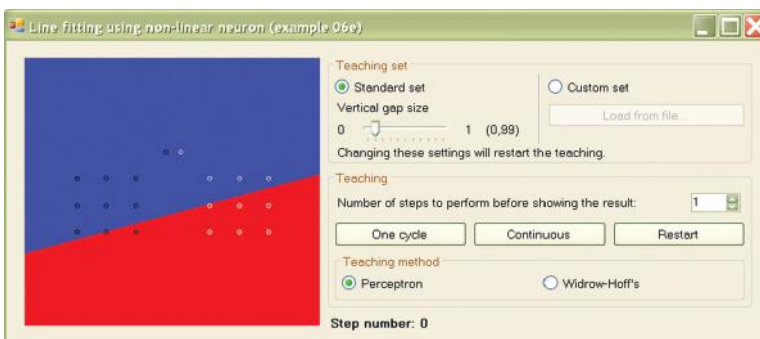 Line fitting using non-linear neuron (example 06e)
Teaching set
Standard set
Custom set
Vertical gap size
Load from file...
0 1 (0,99)
Changing these settings will restart the teaching.
Teaching
Number of steps to perform before showing the result: 1
One cycle Continuous Restart
Teaching method
Perceptron Widrow-Hoff's
Step number: 0